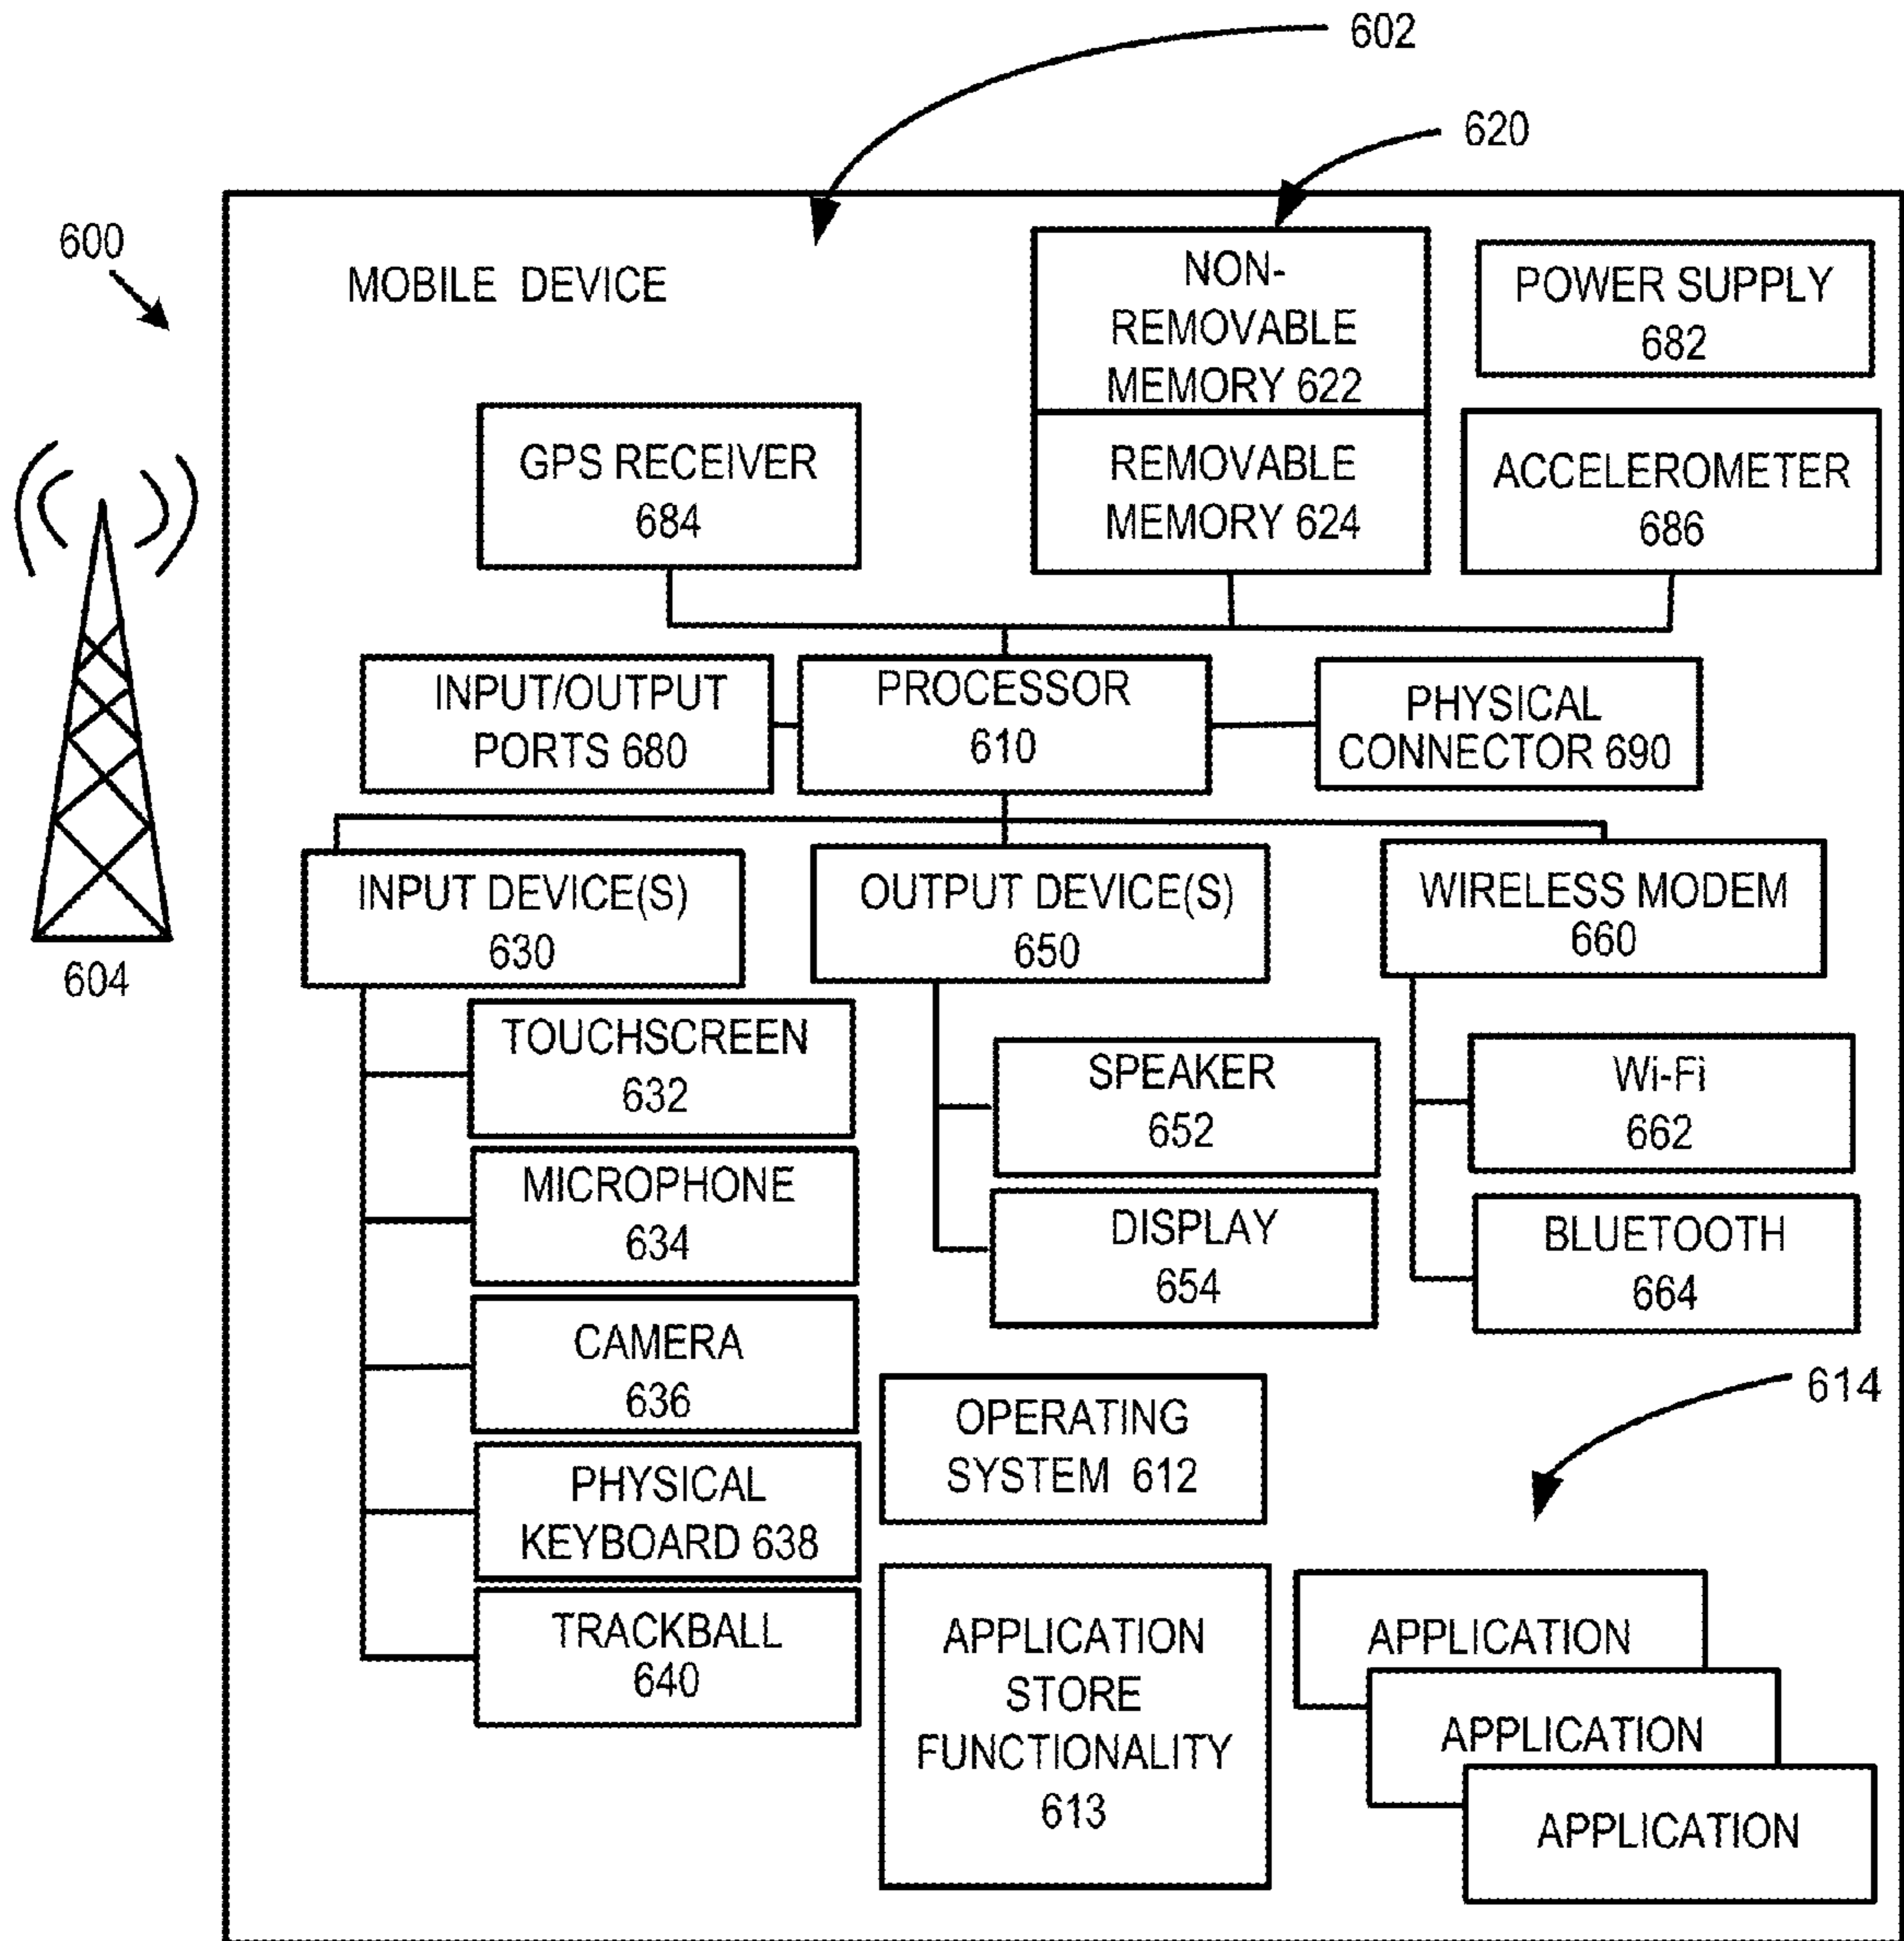 602
620
600
MOBILE DEVICE
NON-
REMOVABLE
MEMORY 622
POWER SUPPLY
682
GPS RECEIVER
684
REMOVABLE
MEMORY 624
ACCELEROMETER
686
INPUT/OUTPUT
PORTS 680
PROCESSOR
610
PHYSICAL
CONNECTOR 690
INPUT DEVICE(S)
630
OUTPUT DEVICE(S)
650
WIRELESS MODEM
660
604
TOUCHSCREEN
632
SPEAKER
652
Wi-Fi
662
MICROPHONE
634
DISPLAY
654
BLUETOOTH
664
CAMERA
636
OPERATING
SYSTEM 612
614
PHYSICAL
KEYBOARD 638
TRACKBALL
640
APPLICATION
STORE
FUNCTIONALITY
613
APPLICATION
APPLICATION
APPLICATION